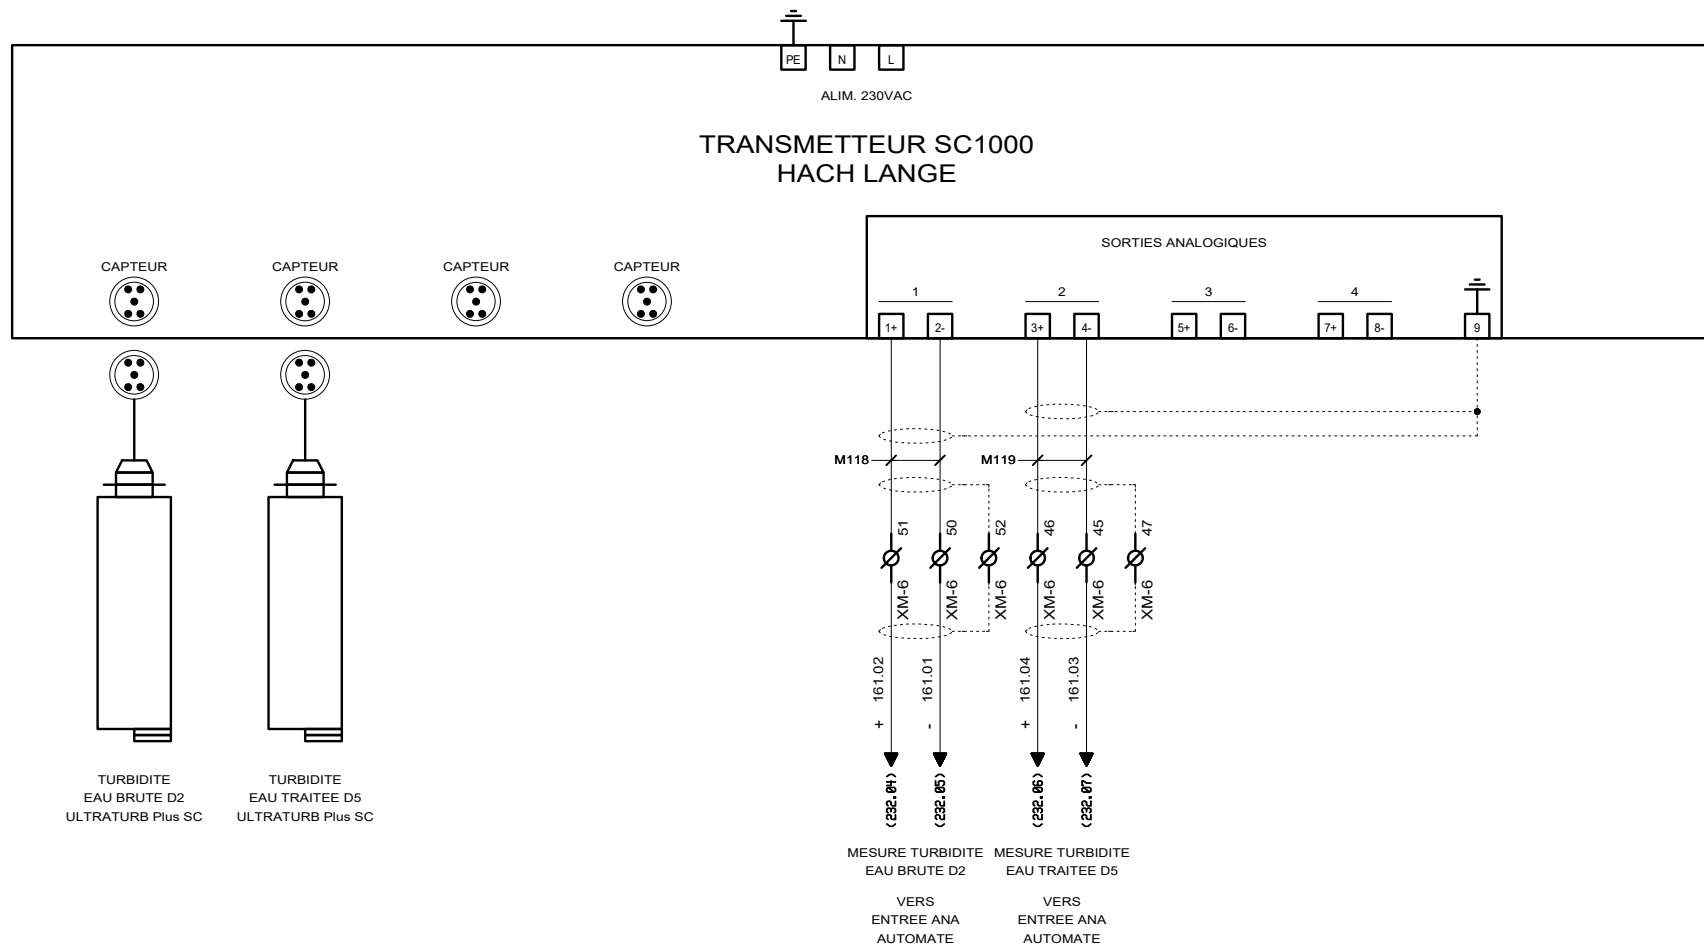 PE N L
ALIM. 230VAC
TRANSMETTEUR SC1000
HACH LANGE
SORTIES ANALOGIQUES
CAPTEUR CAPTEUR CAPTEUR CAPTEUR
1 2 3 4
1+ 2- 3+ 4- 5+ 6- 7+ 8- 9
M118 M119
51 50 52 46 45 47
XM-6 XM-6 XM-6 XM-6 XM-6 XM-6
161.02 161.01 161.04 161.03
+ - + -
(232.04) (232.05) (232.06) (232.07)
TURBIDITE
EAU BRUTE D2
ULTRATURB Plus SC
TURBIDITE
EAU TRAITEE D5
ULTRATURB Plus SC
MESURE TURBIDITE
EAU BRUTE D2
VERS
ENTREE ANA
AUTOMATE
MESURE TURBIDITE
EAU TRAITEE D5
VERS
ENTREE ANA
AUTOMATE